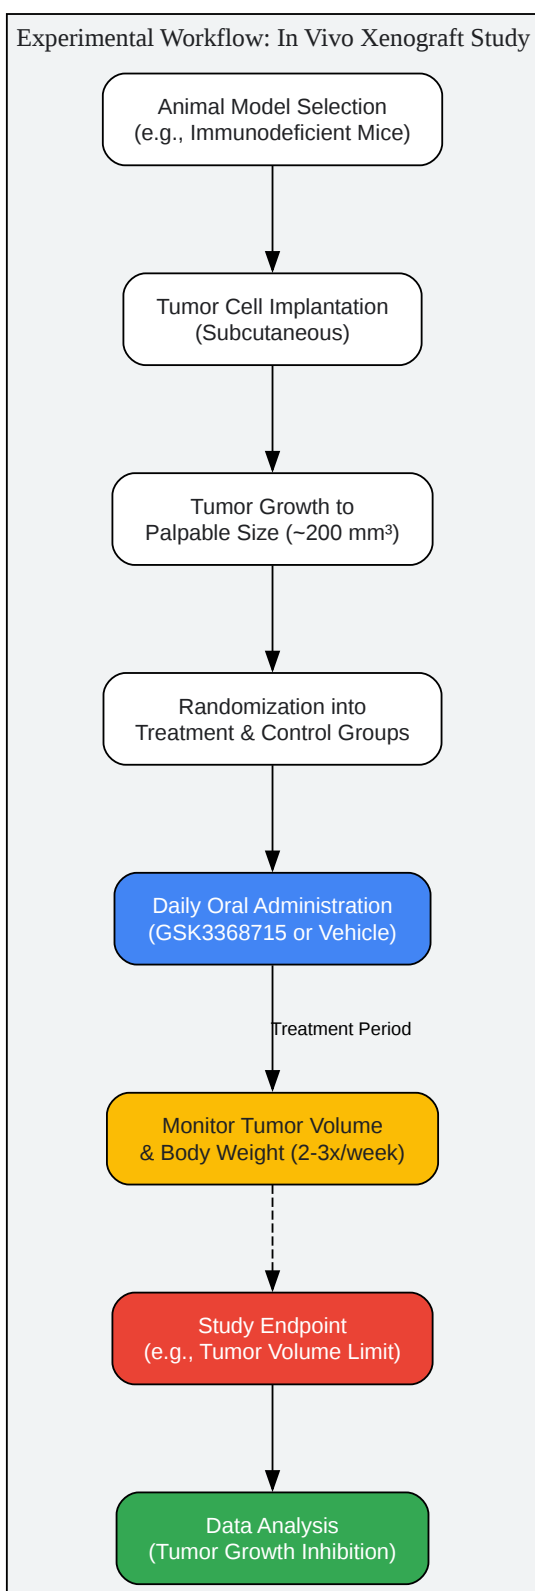 Experimental Workflow: In Vivo Xenograft Study
Animal Model Selection
(e.g., Immunodeficient Mice)
Tumor Cell Implantation
(Subcutaneous)
Tumor Growth to
Palpable Size (~200 mm³)
Randomization into
Treatment & Control Groups
Daily Oral Administration
(GSK3368715 or Vehicle)
Treatment Period
Monitor Tumor Volume
& Body Weight (2-3x/week)
Study Endpoint
(e.g., Tumor Volume Limit)
Data Analysis
(Tumor Growth Inhibition)